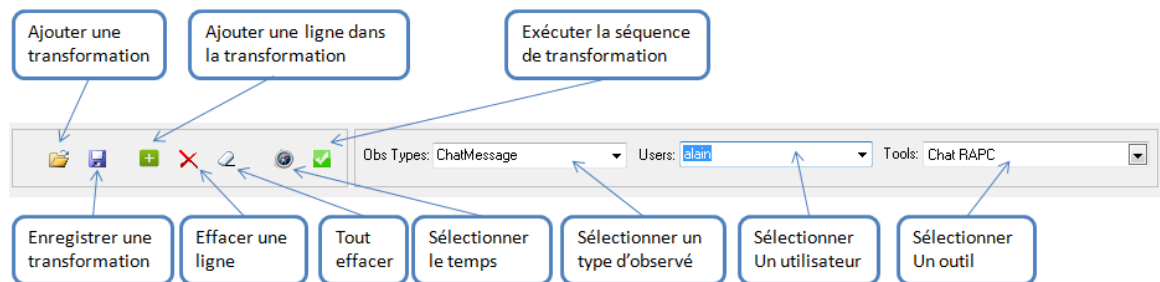 Ajouter une
transformation
Ajouter une ligne dans
la transformation
Exécuter la séquence
de transformation
Obs Types: ChatMessage
Users: alain
Tools: Chat RAPC
Enregistrer une
transformation
Effacer une
ligne
Tout
effacer
Sélectionner
le temps
Sélectionner un
type d'observé
Sélectionner
Un utilisateur
Sélectionner
Un outil